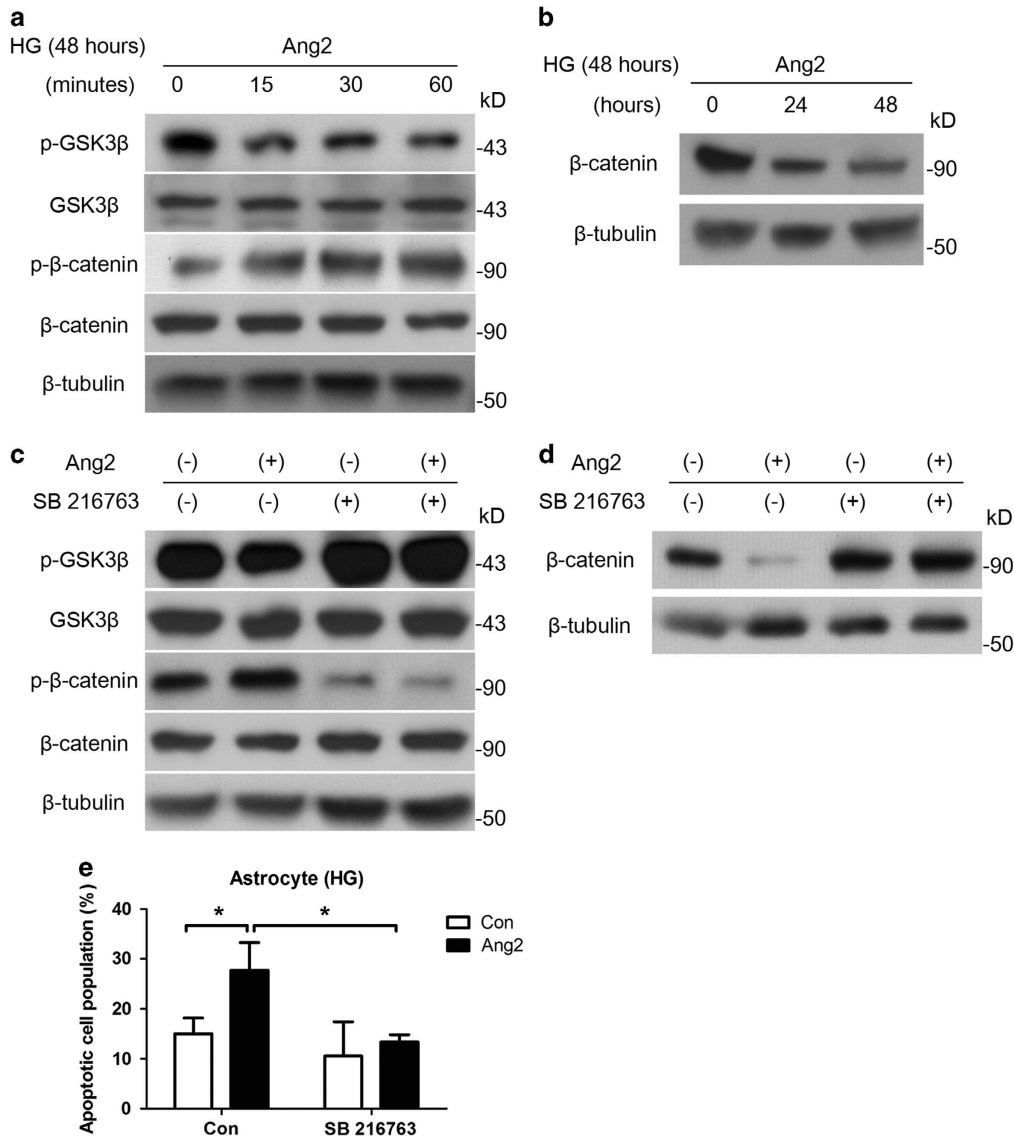 a
HG (48 hours) Ang2
(minutes) 0 15 30 60
kD
p-GSK3β -43
GSK3β -43
p-β-catenin -90
β-catenin -90
β-tubulin -50
b
HG (48 hours) Ang2
(hours) 0 24 48
kD
β-catenin -90
β-tubulin -50
c
Ang2 (-) (+) (-) (+)
SB 216763 (-) (-) (+) (+)
kD
p-GSK3β -43
GSK3β -43
p-β-catenin -90
β-catenin -90
β-tubulin -50
d
Ang2 (-) (+) (-) (+)
SB 216763 (-) (-) (+) (+)
kD
β-catenin -90
β-tubulin -50
e
Astrocyte (HG)
Apoptotic cell population (%)
40
30
20
10
0
* *
Con
Ang2
Con SB 216763